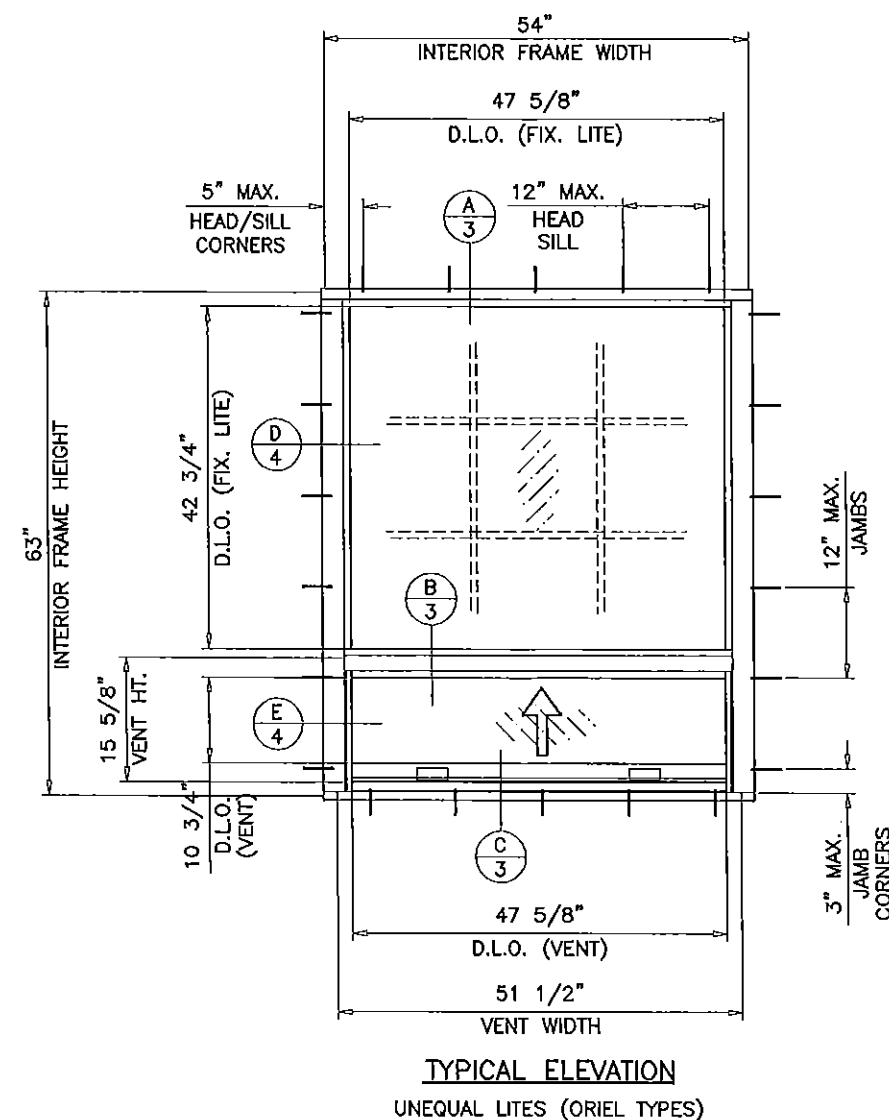 54"
INTERIOR FRAME WIDTH
47 5/8"
D.L.O. (FIX. LITE)
5" MAX.
HEAD/SILL
CORNERS
A
3
12" MAX.
HEAD
SILL
63"
INTERIOR FRAME HEIGHT
42 3/4"
D.L.O. (FIX. LITE)
D
4
12" MAX.
JAMBS
B
3
15 5/8"
VENT HT.
E
4
10 3/4"
D.L.O.
(VENT)
C
3
3" MAX.
JAMB
CORNERS
47 5/8"
D.L.O. (VENT)
51 1/2"
VENT WIDTH
TYPICAL ELEVATION
UNEQUAL LITES (ORIEL TYPES)